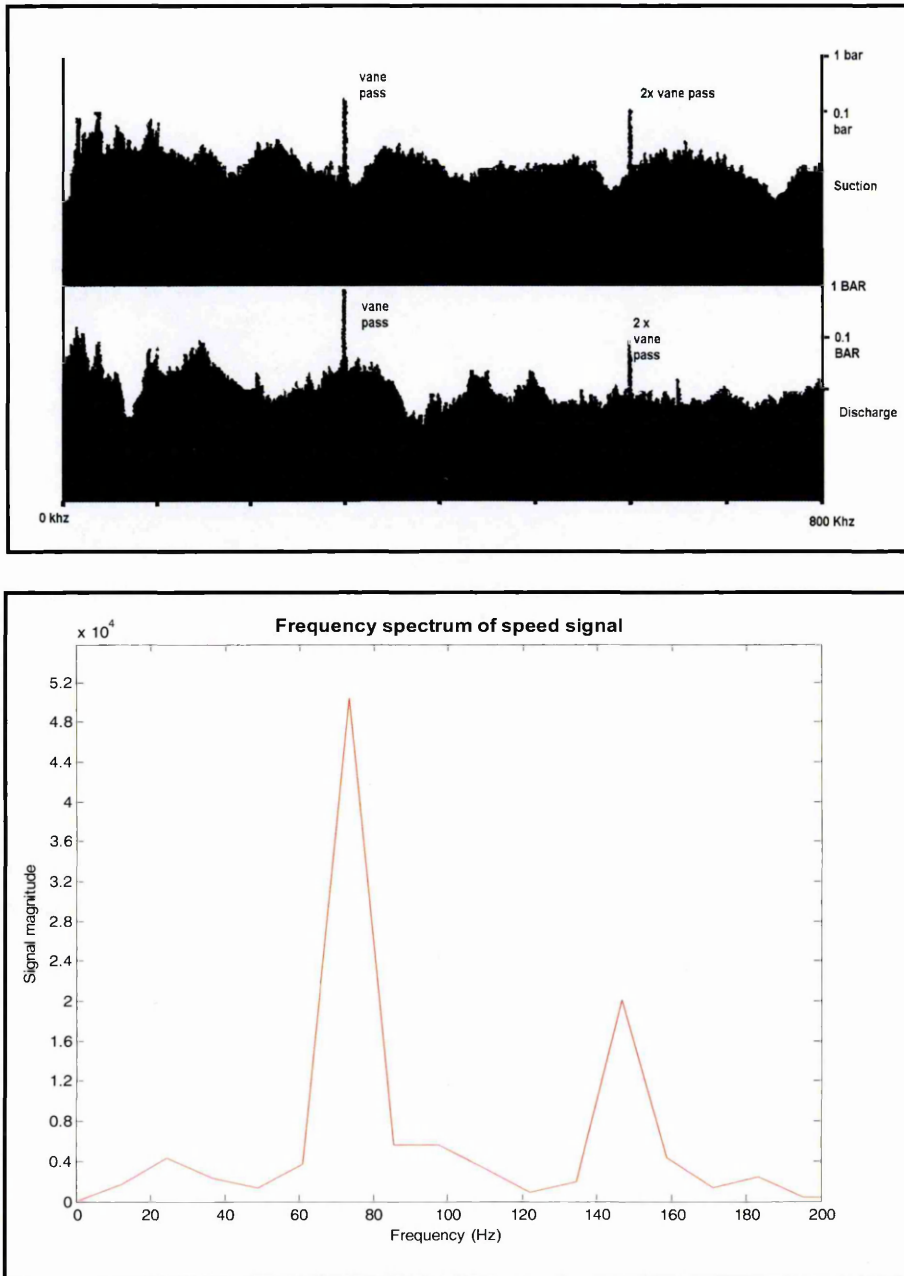 1 bar
vane
pass
2x vane pass
0.1
bar
Suction
1 BAR
vane
pass
2 x
vane
pass
0.1
BAR
Discharge
0 khz
800 Khz
Frequency spectrum of speed signal
x 10⁴
5.2
4.8
4.4
4
3.6
3.2
2.8
2.4
2
1.6
1.2
0.8
0.4
0
Signal magnitude
0 20 40 60 80 100 120 140 160 180 200
Frequency (Hz)